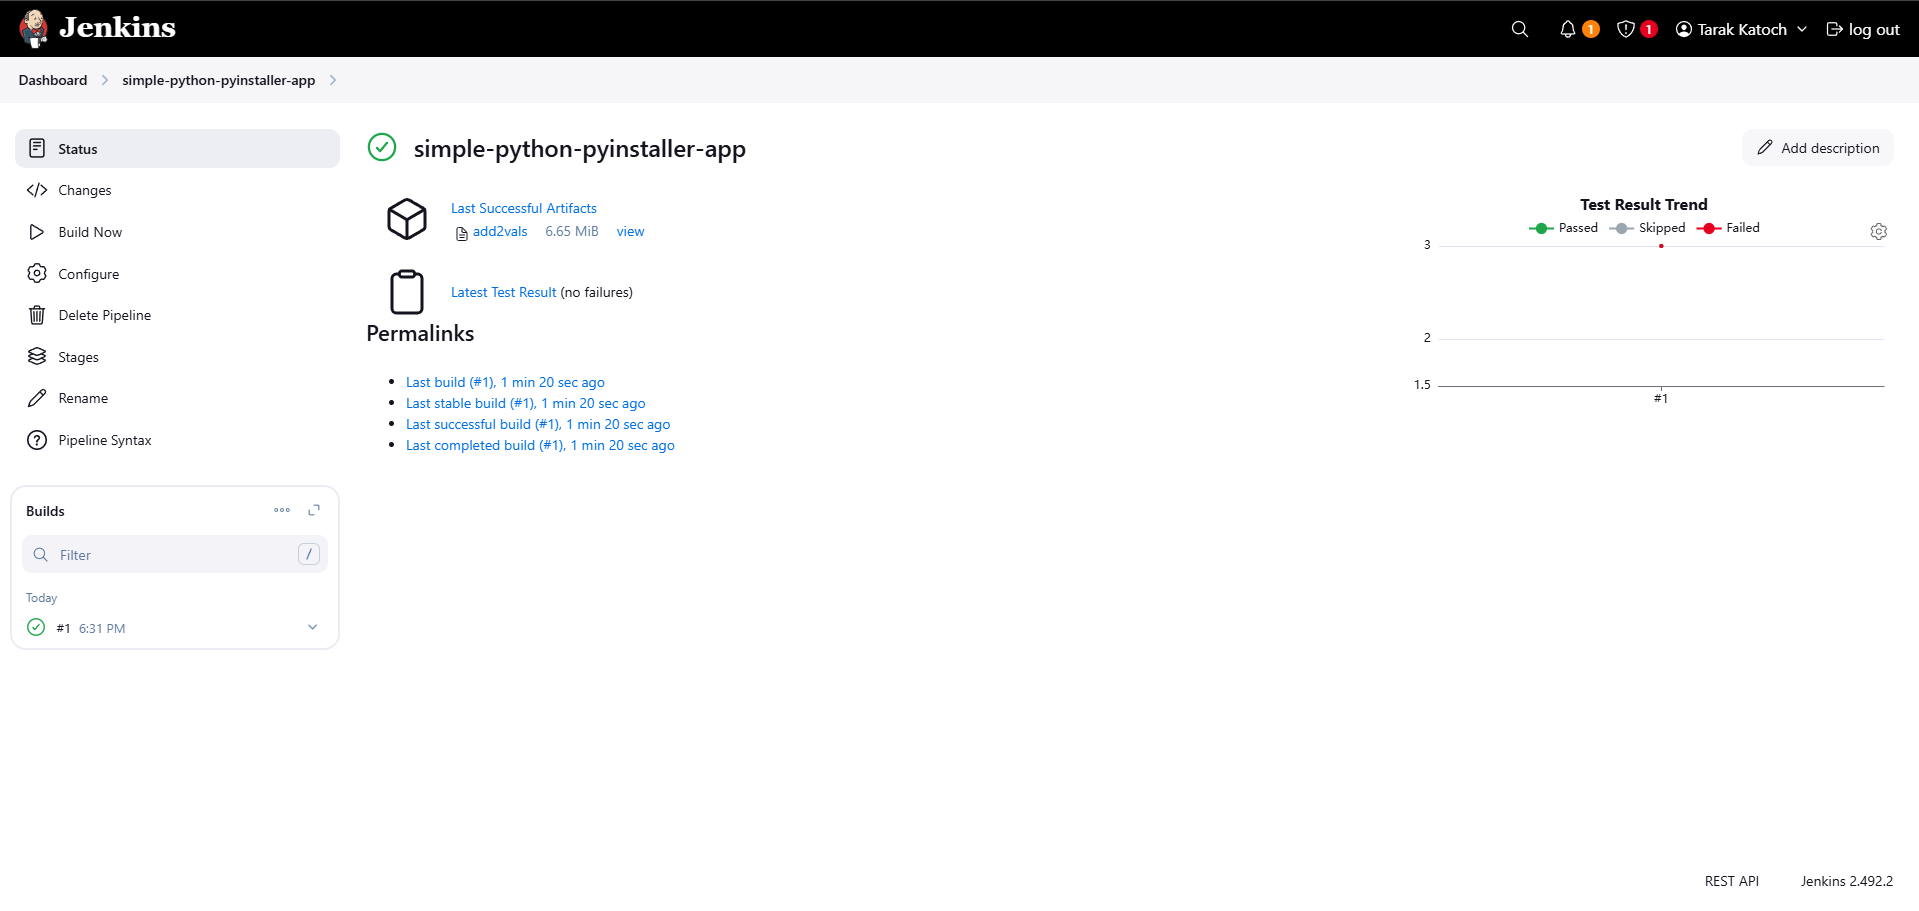 Jenkins
1
1
Tarak Katoch
log out
Dashboard
simple-python-pyinstaller-app
Status
Changes
Build Now
Configure
Delete Pipeline
Stages
Rename
Pipeline Syntax
Builds
Filter
/
Today
#1 6:31 PM
simple-python-pyinstaller-app
Add description
Last Successful Artifacts
add2vals 6.65 MiB view
Latest Test Result (no failures)
Permalinks
Last build (#1), 1 min 20 sec ago
Last stable build (#1), 1 min 20 sec ago
Last successful build (#1), 1 min 20 sec ago
Last completed build (#1), 1 min 20 sec ago
Test Result Trend
Passed Skipped Failed
3
2
1.5
#1
REST API
Jenkins 2.492.2